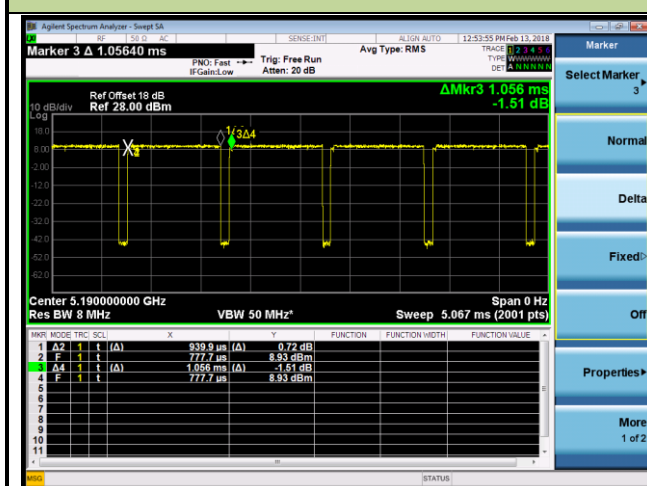 Agilent Spectrum Analyzer - Swept SA
RF 50 Ω AC SENSE:INT ALIGN AUTO 12:53:55 PM Feb 13, 2018
Marker 3 Δ 1.05640 ms
PNO: Fast Trig: Free Run
IFGain:Low Atten: 20 dB
Avg Type: RMS
TRACE 1 2 3 4 5 6
TYPE WWWWWW
DET A N N N N N
Ref Offset 18 dB
10 dB/div Ref 28.00 dBm
ΔMkr3 1.056 ms
-1.51 dB
Log
18.0
8.00
-2.00
-12.0
-22.0
-32.0
-42.0
-52.0
-62.0
1/3Δ4
Center 5.190000000 GHz Span 0 Hz
Res BW 8 MHz VBW 50 MHz* Sweep 5.067 ms (2001 pts)
MKR MODE TRC SCL X Y FUNCTION FUNCTION WIDTH FUNCTION VALUE
1 Δ2 1 t (Δ) 939.9 µs (Δ) 0.72 dB
2 F 1 t 777.7 µs 8.93 dBm
3 Δ4 1 t (Δ) 1.056 ms (Δ) -1.51 dB
4 F 1 t 777.7 µs 8.93 dBm
5
6
7
8
9
10
11
MSG STATUS
Marker
Select Marker
3
Normal
Delta
Fixed
Off
Properties
More
1 of 2